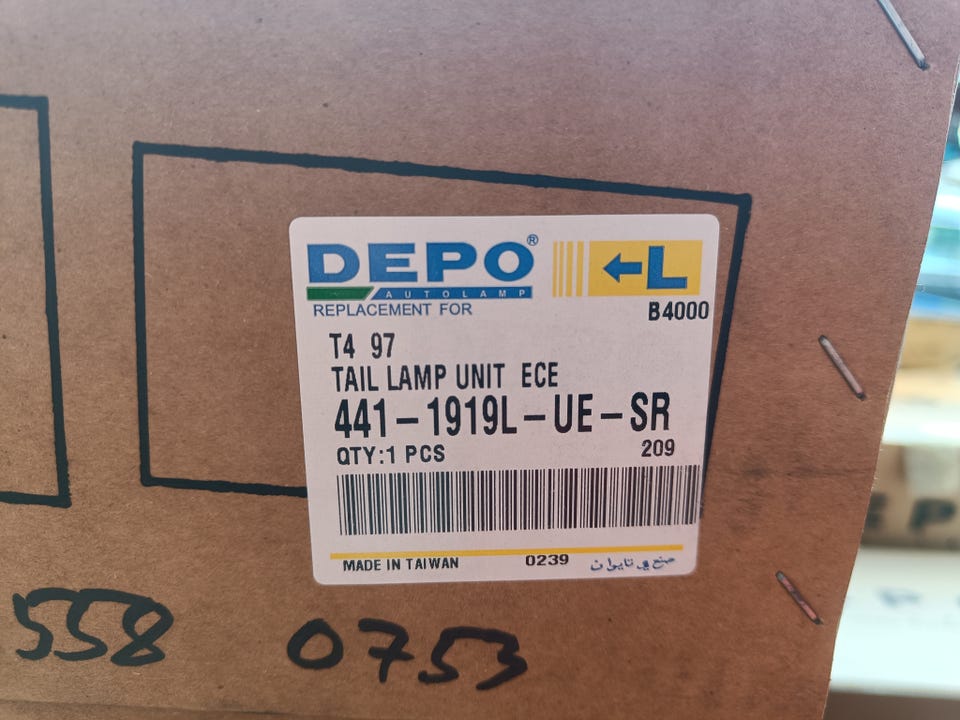 DEPO®
AUTOLAMP
←L
REPLACEMENT FOR
B4000
T4 97
TAIL LAMP UNIT ECE
441-1919L-UE-SR
QTY:1 PCS
209
MADE IN TAIWAN 0239 صنع في تايوان
558 0753
EP